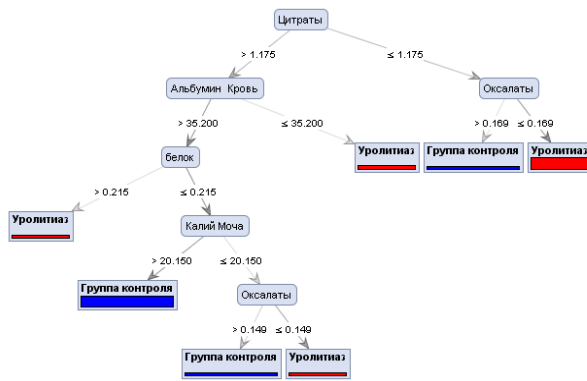 Цитраты
> 1.175
≤ 1.175
Альбумин Кровь
Оксалаты
> 35.200
≤ 35.200
> 0.169
≤ 0.169
белок
Уролитиаз
Группа контроля
Уролитиаз
> 0.215
≤ 0.215
Уролитиаз
Калий Моча
> 20.150
≤ 20.150
Группа контроля
Оксалаты
> 0.149
≤ 0.149
Группа контроля
Уролитиаз